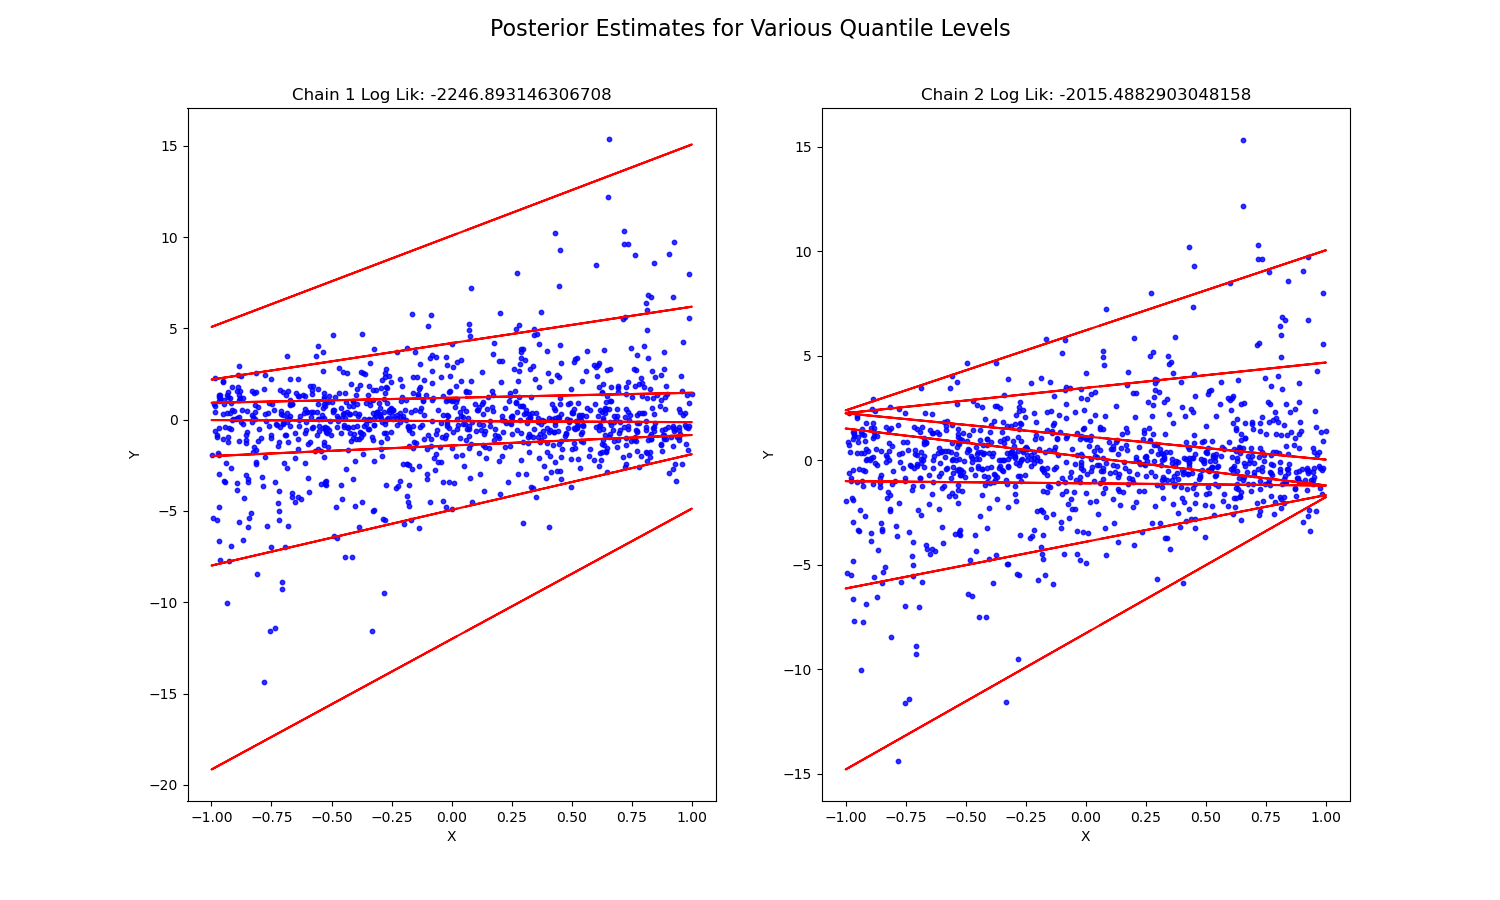 Posterior Estimates for Various Quantile Levels
Chain 1 Log Lik: -2246.893146306708
15
10
5
0
−5
−10
−15
−20
Y
−1.00 −0.75 −0.50 −0.25 0.00 0.25 0.50 0.75 1.00
X
Chain 2 Log Lik: -2015.4882903048158
15
10
5
0
−5
−10
−15
Y
−1.00 −0.75 −0.50 −0.25 0.00 0.25 0.50 0.75 1.00
X